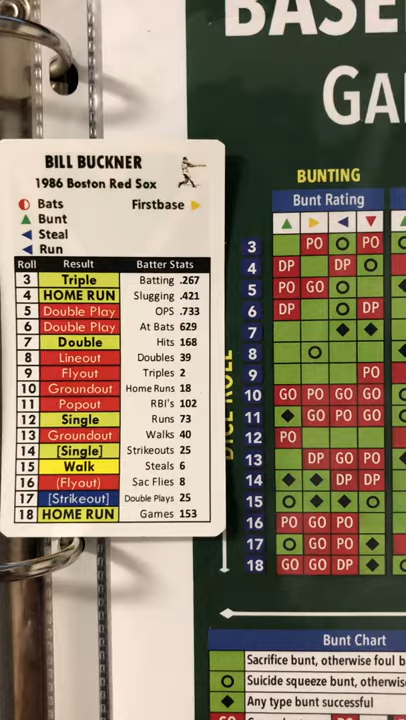 BASE
GA
BILL BUCKNER
1986 Boston Red Sox
Bats Firstbase
Bunt
Steal
Run
Roll Result Batter Stats
3 Triple Batting .267
4 HOME RUN Slugging .421
5 Double Play OPS .733
6 Double Play At Bats 629
7 Double Hits 168
8 Lineout Doubles 39
9 Flyout Triples 2
10 Groundout Home Runs 18
11 Popout RBI's 102
12 Single Runs 73
13 Groundout Walks 40
14 [Single] Strikeouts 25
15 Walk Steals 6
16 (Flyout) Sac Flies 8
17 [Strikeout] Double Plays 25
18 HOME RUN Games 153
BUNTING
Bunt Rating
3 PO PO
4 DP DP
5 PO GO
6 DP DP
7
8
9 PO
10 GO PO GO GO
11 GO PO GO
12 PO
13 DP GO PO
14 DP DP
15
16 PO GO PO
17 GO PO
18 GO GO DP
DICE ROLL
Bunt Chart
Sacrifice bunt, otherwise foul b
Suicide squeeze bunt, otherwis
Any type bunt successful